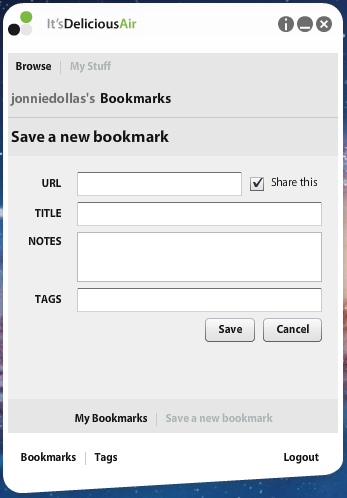 It'sDeliciousAir
Browse | My Stuff
jonniedollas's Bookmarks
Save a new bookmark
URL
Share this
TITLE
NOTES
TAGS
Save Cancel
My Bookmarks | Save a new bookmark
Bookmarks | Tags Logout